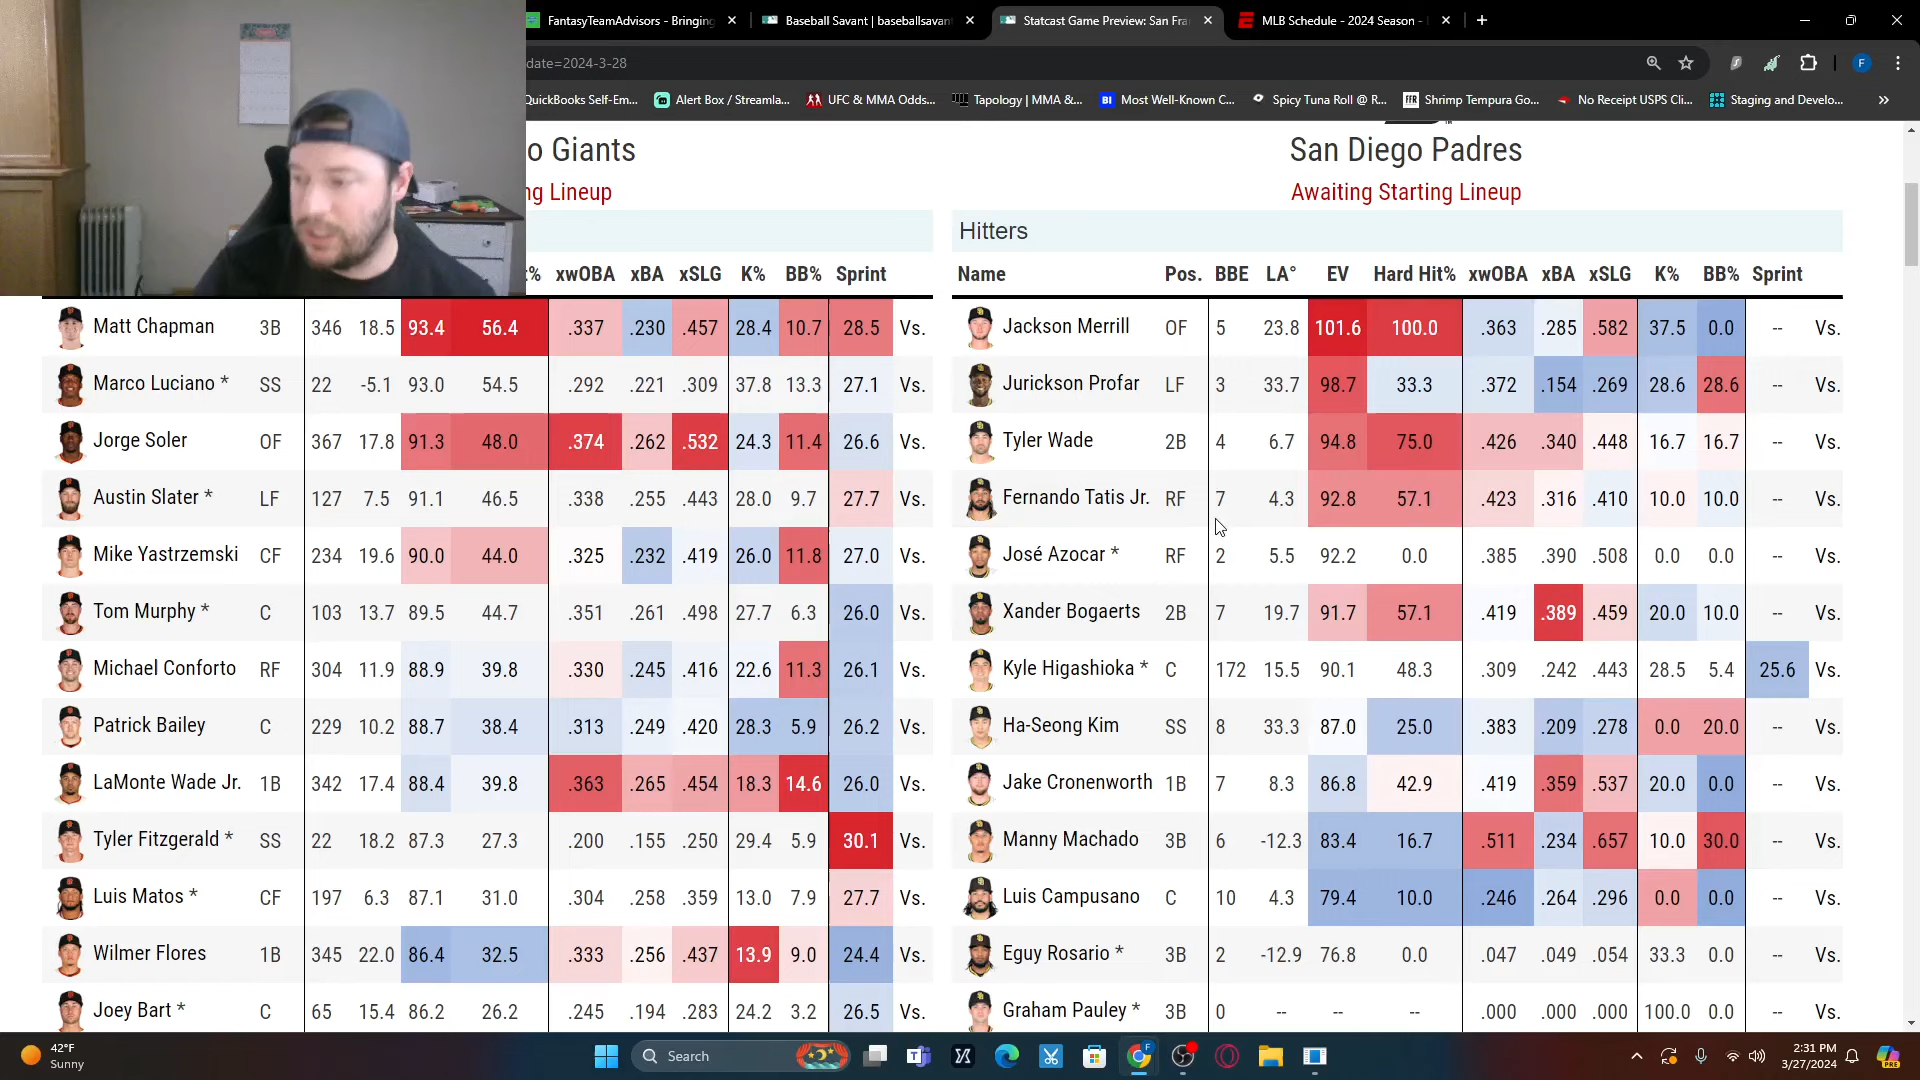 FantasyTeamAdvisors - Bringing
Baseball Savant | baseballsavant
Statcast Game Preview: San Fra
MLB Schedule - 2024 Season -
date=2024-3-28
QuickBooks Self-Em...
Alert Box / Streamla...
UFC & MMA Odds...
Tapology | MMA &...
Most Well-Known C...
Spicy Tuna Roll @ R...
Shrimp Tempura Go...
No Receipt USPS Cli...
Staging and Develo...
o Giants
ng Lineup
t% xwOBA xBA xSLG K% BB% Sprint
Matt Chapman 3B 346 18.5 93.4 56.4 .337 .230 .457 28.4 10.7 28.5 Vs.
Marco Luciano * SS 22 -5.1 93.0 54.5 .292 .221 .309 37.8 13.3 27.1 Vs.
Jorge Soler OF 367 17.8 91.3 48.0 .374 .262 .532 24.3 11.4 26.6 Vs.
Austin Slater * LF 127 7.5 91.1 46.5 .338 .255 .443 28.0 9.7 27.7 Vs.
Mike Yastrzemski CF 234 19.6 90.0 44.0 .325 .232 .419 26.0 11.8 27.0 Vs.
Tom Murphy * C 103 13.7 89.5 44.7 .351 .261 .498 27.7 6.3 26.0 Vs.
Michael Conforto RF 304 11.9 88.9 39.8 .330 .245 .416 22.6 11.3 26.1 Vs.
Patrick Bailey C 229 10.2 88.7 38.4 .313 .249 .420 28.3 5.9 26.2 Vs.
LaMonte Wade Jr. 1B 342 17.4 88.4 39.8 .363 .265 .454 18.3 14.6 26.0 Vs.
Tyler Fitzgerald * SS 22 18.2 87.3 27.3 .200 .155 .250 29.4 5.9 30.1 Vs.
Luis Matos * CF 197 6.3 87.1 31.0 .304 .258 .359 13.0 7.9 27.7 Vs.
Wilmer Flores 1B 345 22.0 86.4 32.5 .333 .256 .437 13.9 9.0 24.4 Vs.
Joey Bart * C 65 15.4 86.2 26.2 .245 .194 .283 24.2 3.2 26.5 Vs.
San Diego Padres
Awaiting Starting Lineup
Hitters
Name Pos. BBE LA° EV Hard Hit% xwOBA xBA xSLG K% BB% Sprint
Jackson Merrill OF 5 23.8 101.6 100.0 .363 .285 .582 37.5 0.0 -- Vs.
Jurickson Profar LF 3 33.7 98.7 33.3 .372 .154 .269 28.6 28.6 -- Vs.
Tyler Wade 2B 4 6.7 94.8 75.0 .426 .340 .448 16.7 16.7 -- Vs.
Fernando Tatis Jr. RF 7 4.3 92.8 57.1 .423 .316 .410 10.0 10.0 -- Vs.
José Azocar * RF 2 5.5 92.2 0.0 .385 .390 .508 0.0 0.0 -- Vs.
Xander Bogaerts 2B 7 19.7 91.7 57.1 .419 .389 .459 20.0 10.0 -- Vs.
Kyle Higashioka * C 172 15.5 90.1 48.3 .309 .242 .443 28.5 5.4 25.6 Vs.
Ha-Seong Kim SS 8 33.3 87.0 25.0 .383 .209 .278 0.0 20.0 -- Vs.
Jake Cronenworth 1B 7 8.3 86.8 42.9 .419 .359 .537 20.0 0.0 -- Vs.
Manny Machado 3B 6 -12.3 83.4 16.7 .511 .234 .657 10.0 30.0 -- Vs.
Luis Campusano C 10 4.3 79.4 10.0 .246 .264 .296 0.0 0.0 -- Vs.
Eguy Rosario * 3B 2 -12.9 76.8 0.0 .047 .049 .054 33.3 0.0 -- Vs.
Graham Pauley * 3B 0 -- -- -- .000 .000 .000 100.0 0.0 -- Vs.
42°F
Sunny
Search
2:31 PM
3/27/2024